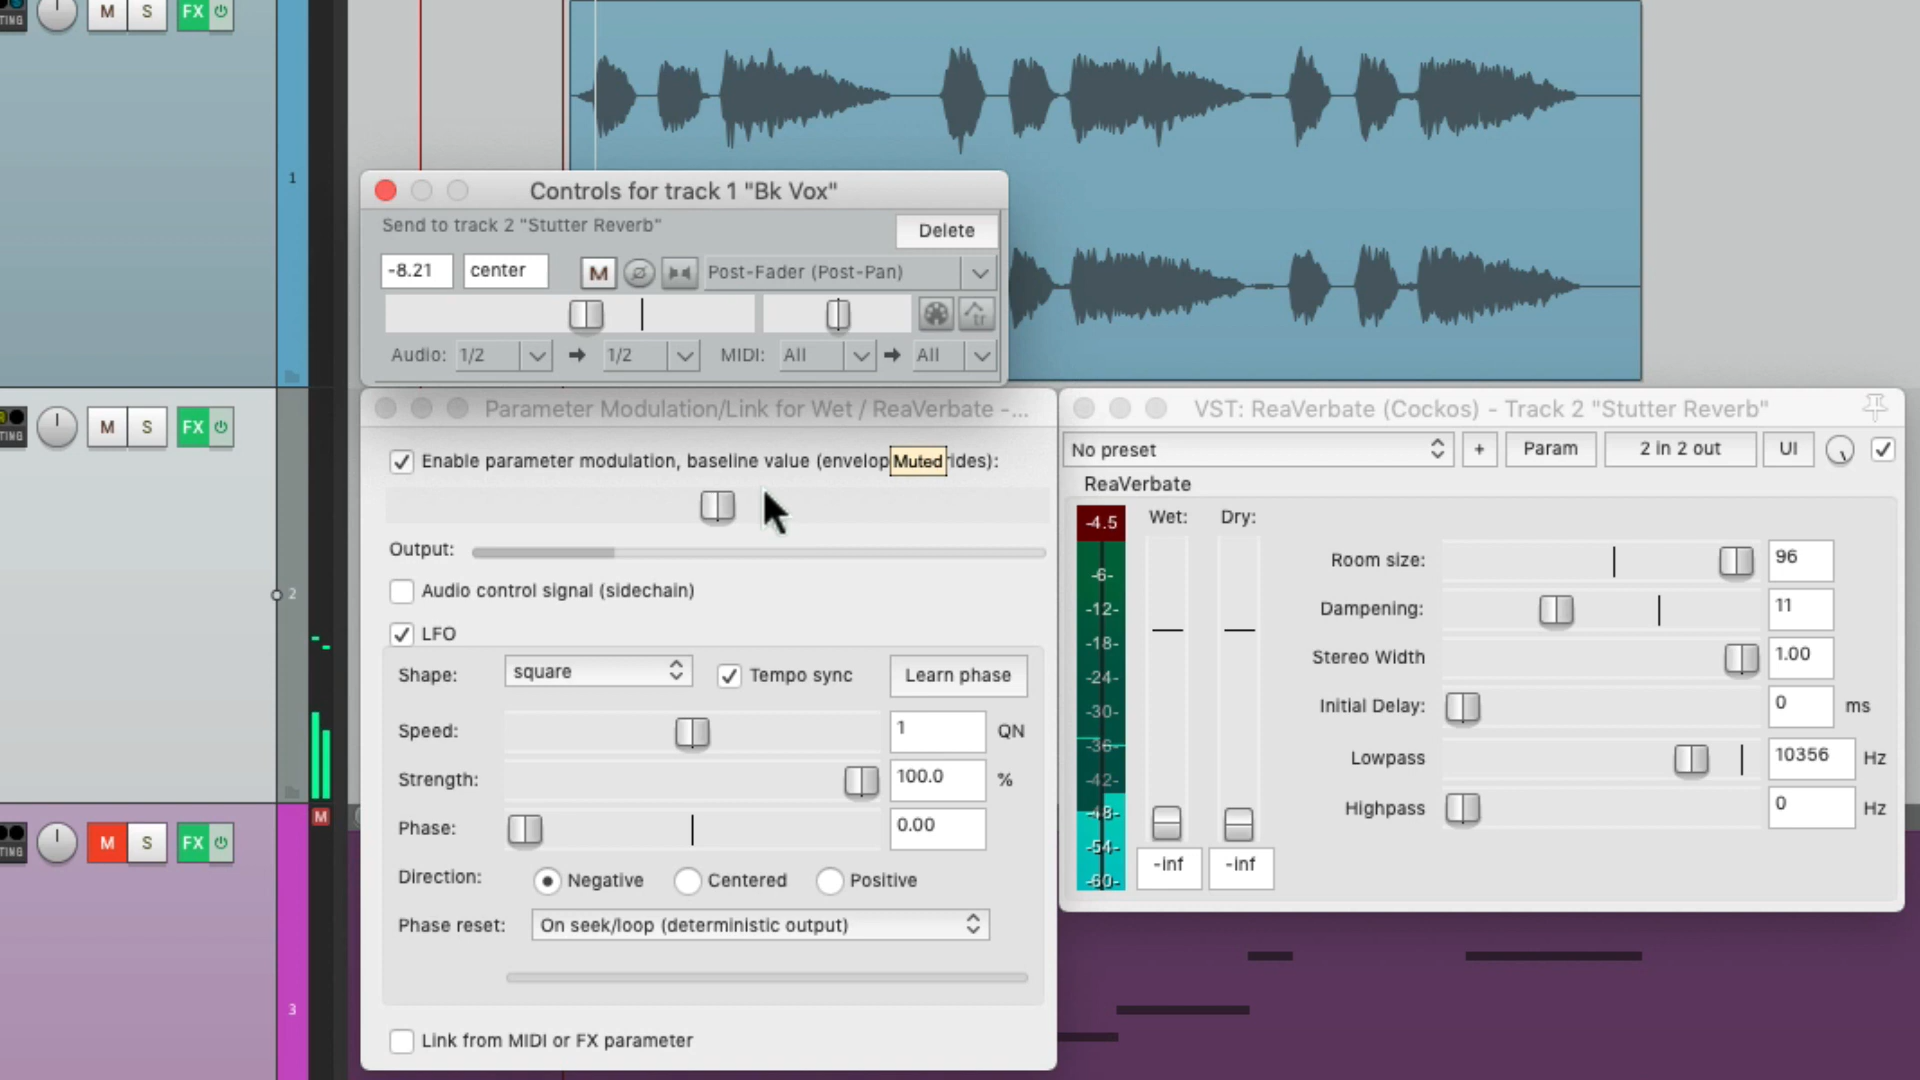 TING
M S FX
1
Controls for track 1 "Bk Vox"
Send to track 2 "Stutter Reverb"
Delete
-8.21 center M Post-Fader (Post-Pan)
tr
Audio: 1/2 1/2 MIDI: All All
TING
M S FX
2
Parameter Modulation/Link for Wet / ReaVerbate -...
Enable parameter modulation, baseline value (envelop Muted ides):
Output:
Audio control signal (sidechain)
LFO
Shape: square Tempo sync Learn phase
Speed: 1 QN
Strength: 100.0 %
Phase: 0.00
Direction: Negative Centered Positive
Phase reset: On seek/loop (deterministic output)
Link from MIDI or FX parameter
VST: ReaVerbate (Cockos) - Track 2 "Stutter Reverb"
No preset + Param 2 in 2 out UI
ReaVerbate
-4.5 Wet: Dry:
-6-
-12-
-18-
-24-
-30-
-36-
-42-
-48-
-54-
-60-
-inf -inf
Room size: 96
Dampening: 11
Stereo Width 1.00
Initial Delay: 0 ms
Lowpass 10356 Hz
Highpass 0 Hz
M
TING
M S FX
3